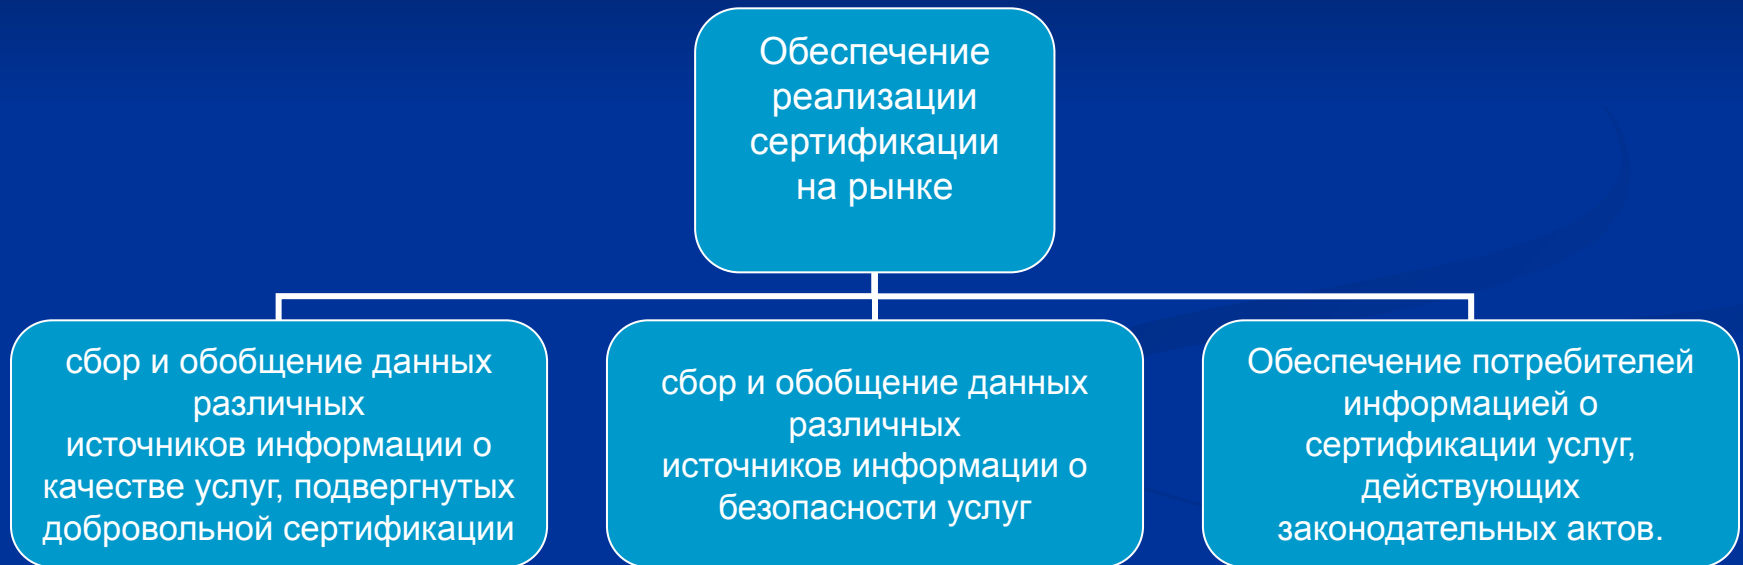 Обеспечение
реализации
сертификации
на рынке
сбор и обобщение данных
различных
источников информации о
качестве услуг, подвергнутых
добровольной сертификации
сбор и обобщение данных
различных
источников информации о
безопасности услуг
Обеспечение потребителей
информацией о
сертификации услуг,
действующих
законодательных актов.